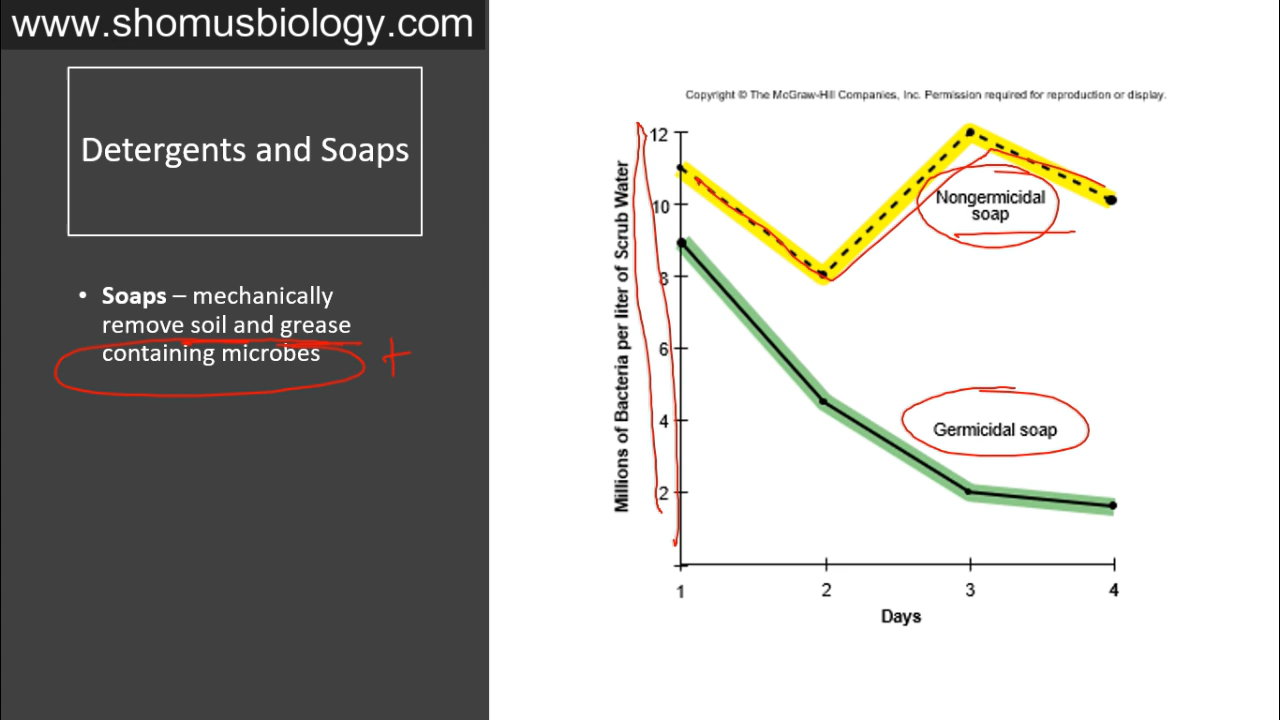 www.shomusbiology.com
Detergents and Soaps
• Soaps – mechanically
remove soil and grease
containing microbes
+
Copyright © The McGraw-Hill Companies, Inc. Permission required for reproduction or display.
Millions of Bacteria per liter of Scrub Water
12
10
8
6
4
2
Nongermicidal
soap
Germicidal soap
1 2 3 4
Days